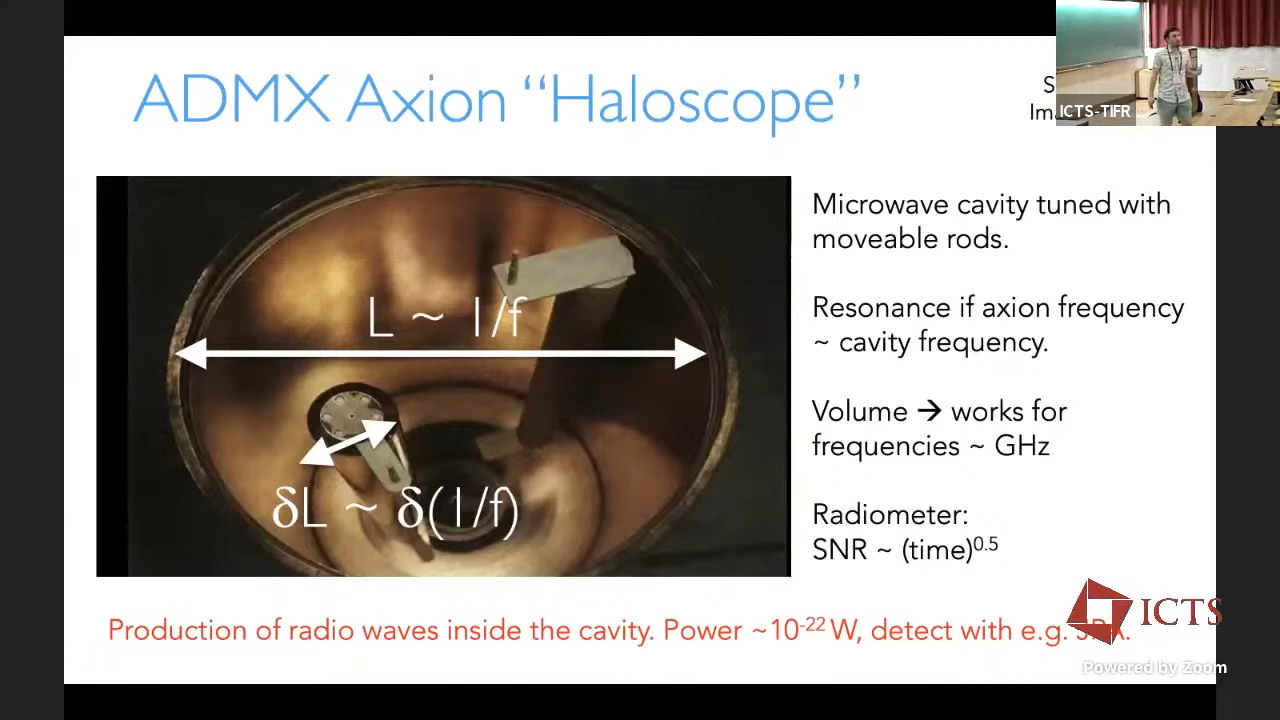 ADMX Axion “Haloscope”
ICTS-TIFR
L ~ 1/f
δL ~ δ(1/f)
Microwave cavity tuned with
moveable rods.
Resonance if axion frequency
~ cavity frequency.
Volume → works for
frequencies ~ GHz
Radiometer:
SNR ~ (time)^0.5
Production of radio waves inside the cavity. Power ~10^-22 W, detect with e.g.
ICTS
Powered by Zoom